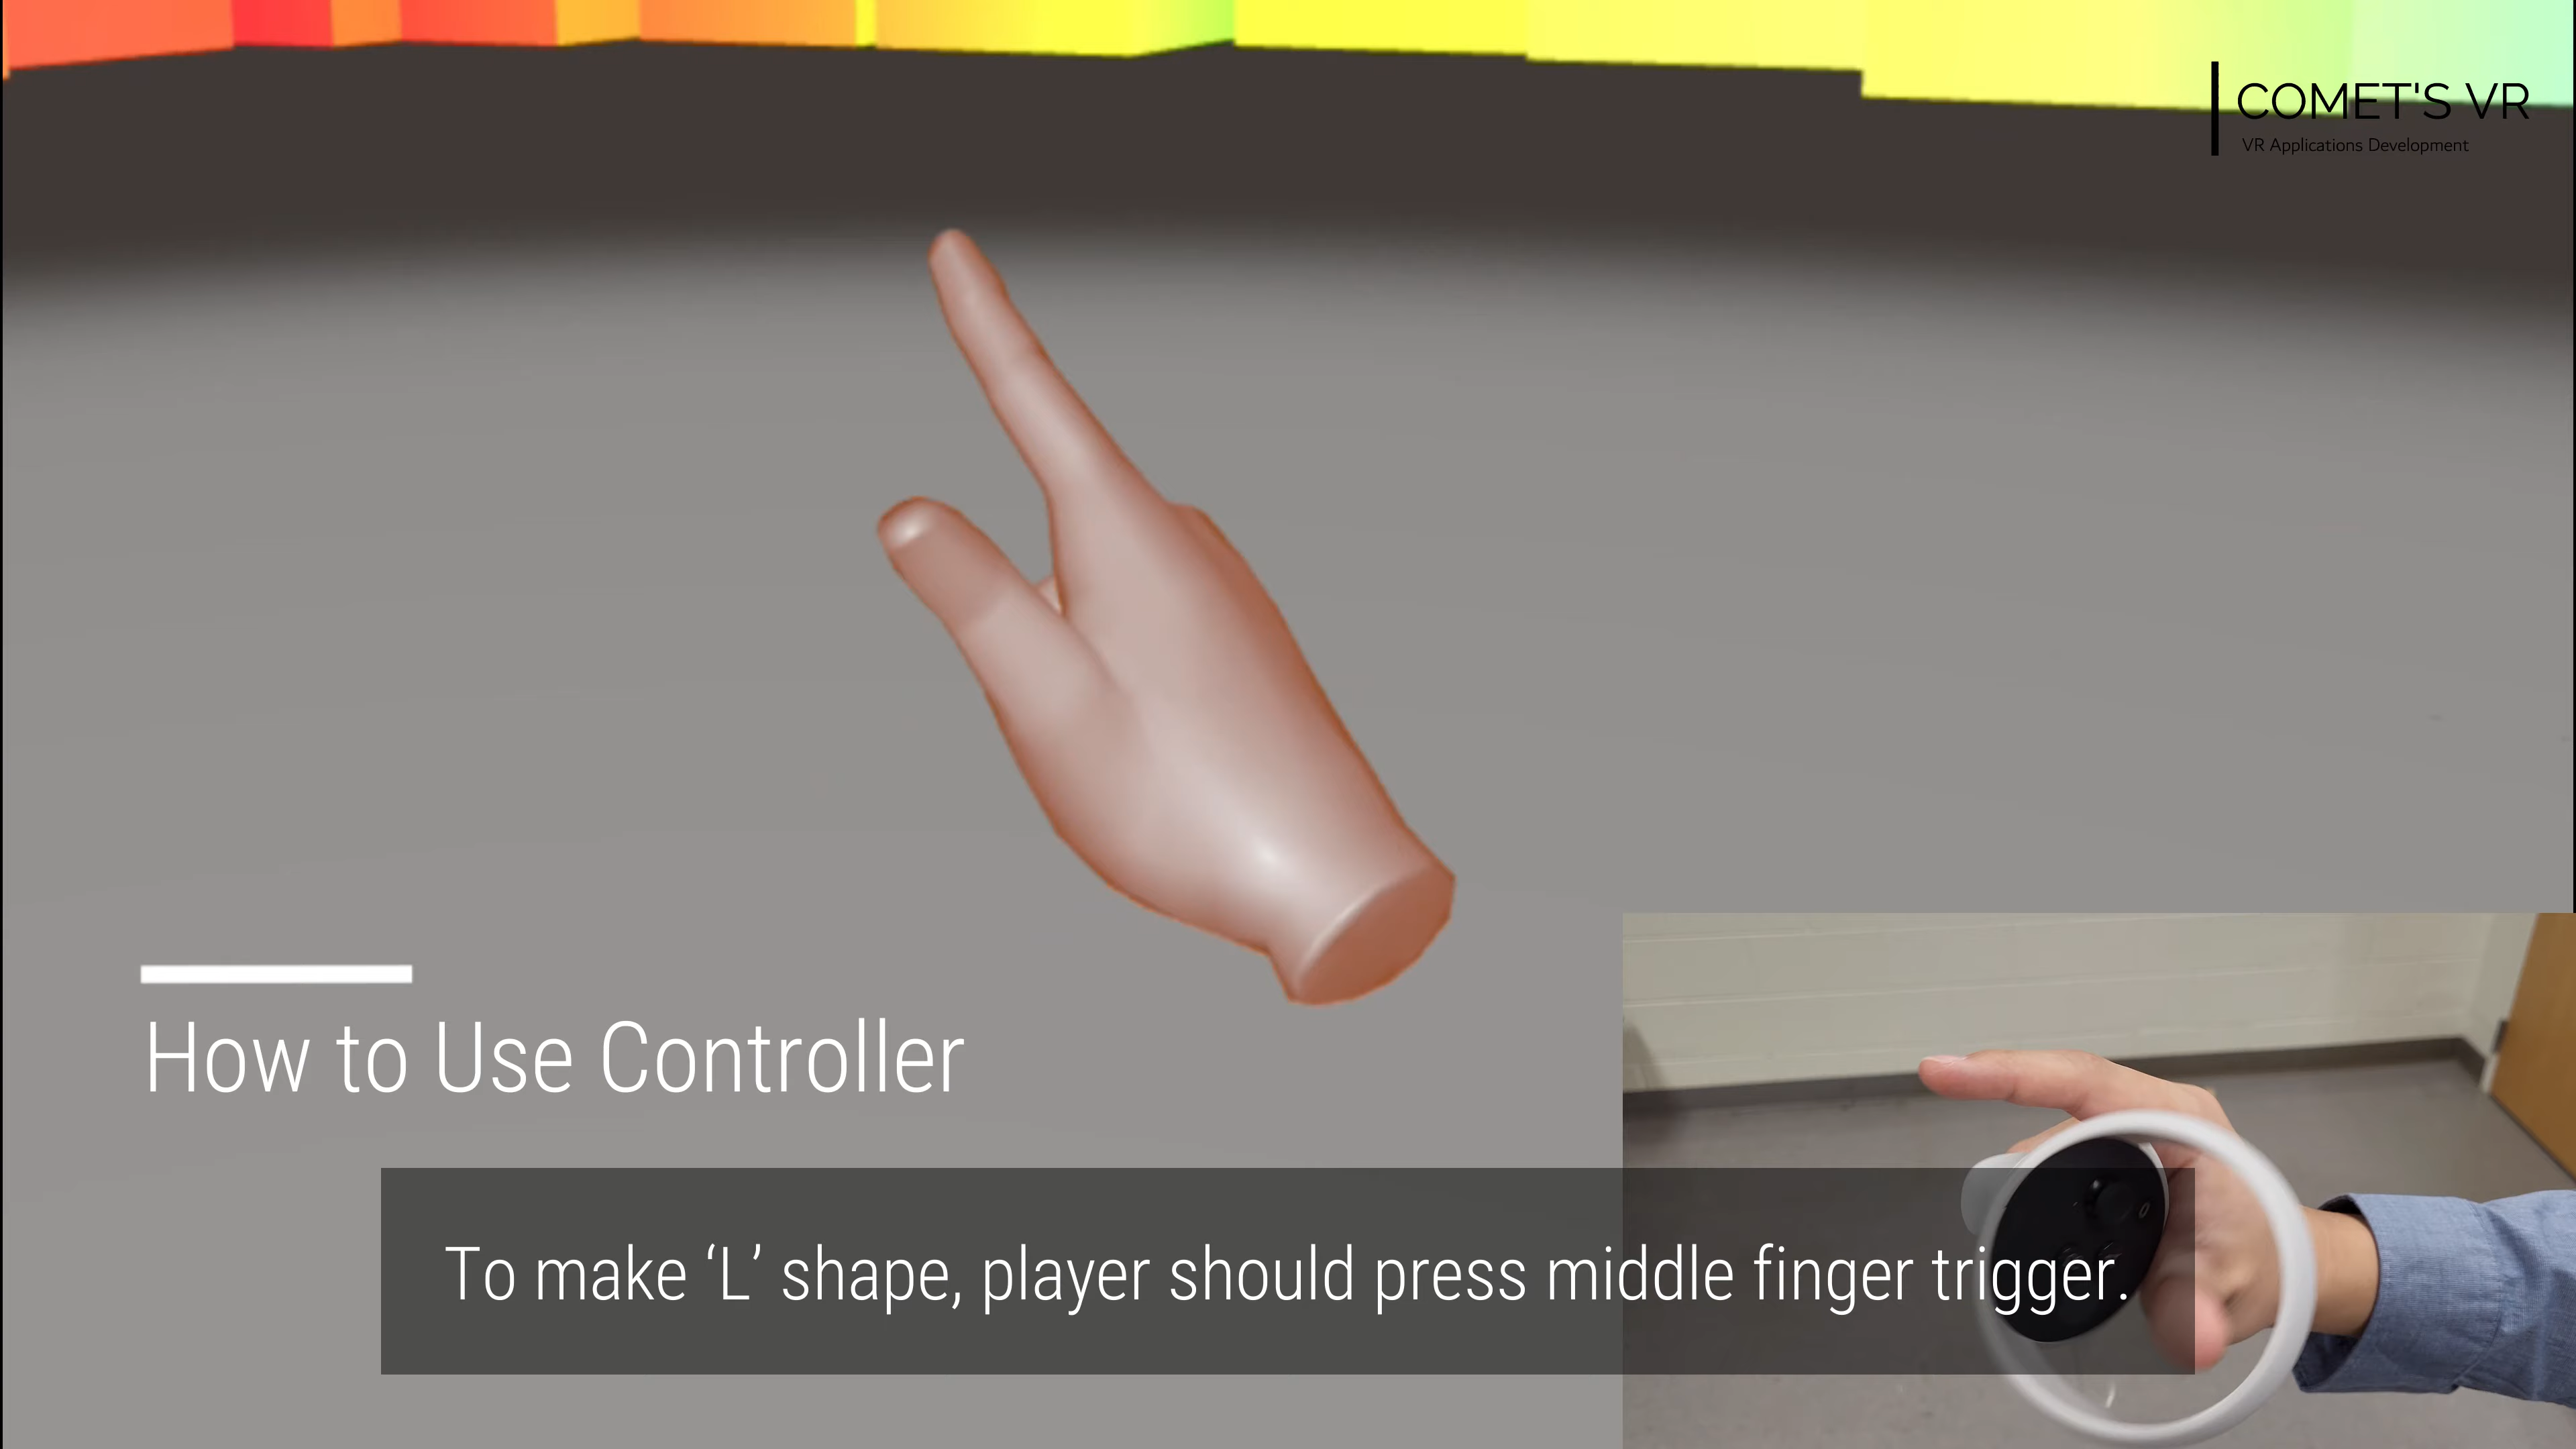 COMET'S VR
VR Applications Development
How to Use Controller
To make ‘L’ shape, player should press middle finger trigger.